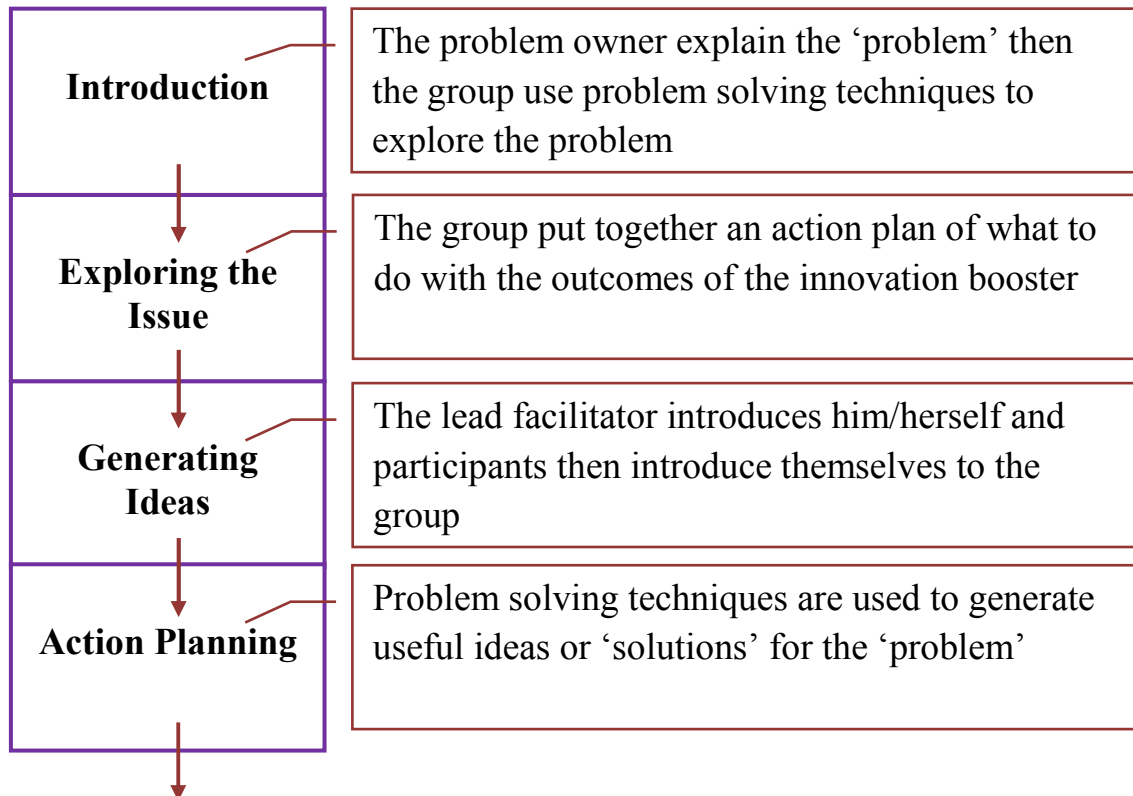 Introduction
The problem owner explain the ‘problem’ then
the group use problem solving techniques to
explore the problem
Exploring the
Issue
The group put together an action plan of what to
do with the outcomes of the innovation booster
Generating
Ideas
The lead facilitator introduces him/herself and
participants then introduce themselves to the
group
Action Planning
Problem solving techniques are used to generate
useful ideas or ‘solutions’ for the ‘problem’